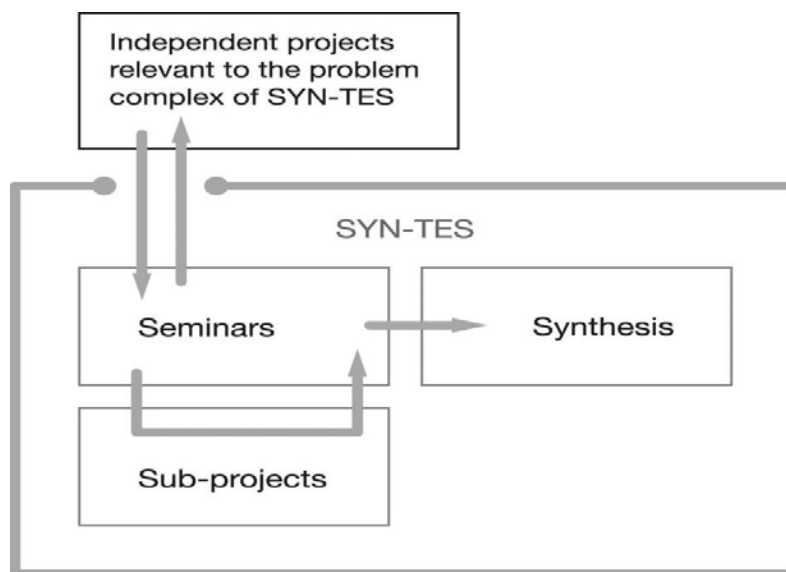 Independent projects
relevant to the problem
complex of SYN-TES
SYN-TES
Seminars
Synthesis
Sub-projects